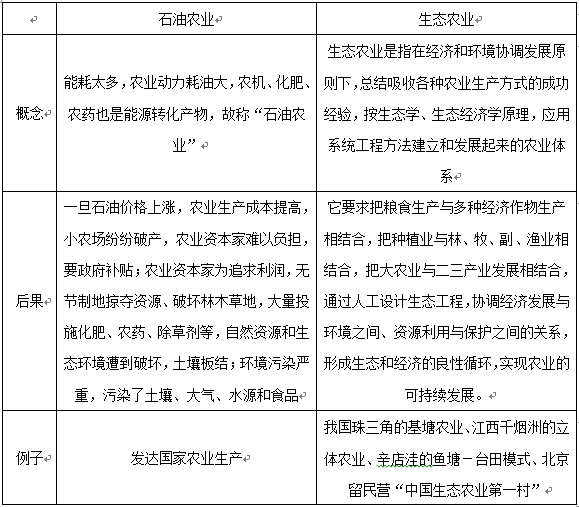 石油农业
生态农业
概念
能耗太多，农业动力耗油大，农机、化肥、
农药也是能源转化产物，故称“石油农
业”
生态农业是指在经济和环境协调发展原
则下，总结吸收各种农业生产方式的成功
经验，按生态学、生态经济学原理，应用
系统工程方法建立和发展起来的农业体
系
后果
一旦石油价格上涨，农业生产成本提高，
小农场纷纷破产，农业资本家难以负担，
要政府补贴；农业资本家为追求利润，无
节制地掠夺资源、破坏林木草地，大量投
施化肥、农药、除草剂等，自然资源和生
态环境遭到破坏，土壤板结；环境污染严
重，污染了土壤、大气、水源和食品
它要求把粮食生产与多种经济作物生产
相结合，把种植业与林、牧、副、渔业相
结合，把大农业与二三产业发展相结合，
通过人工设计生态工程，协调经济发展与
环境之间、资源利用与保护之间的关系，
形成生态和经济的良性循环，实现农业的
可持续发展。
例子
发达国家农业生产
我国珠三角的基塘农业、江西千烟洲的立
体农业、辛店洼的鱼塘－台田模式、北京
留民营“中国生态农业第一村”